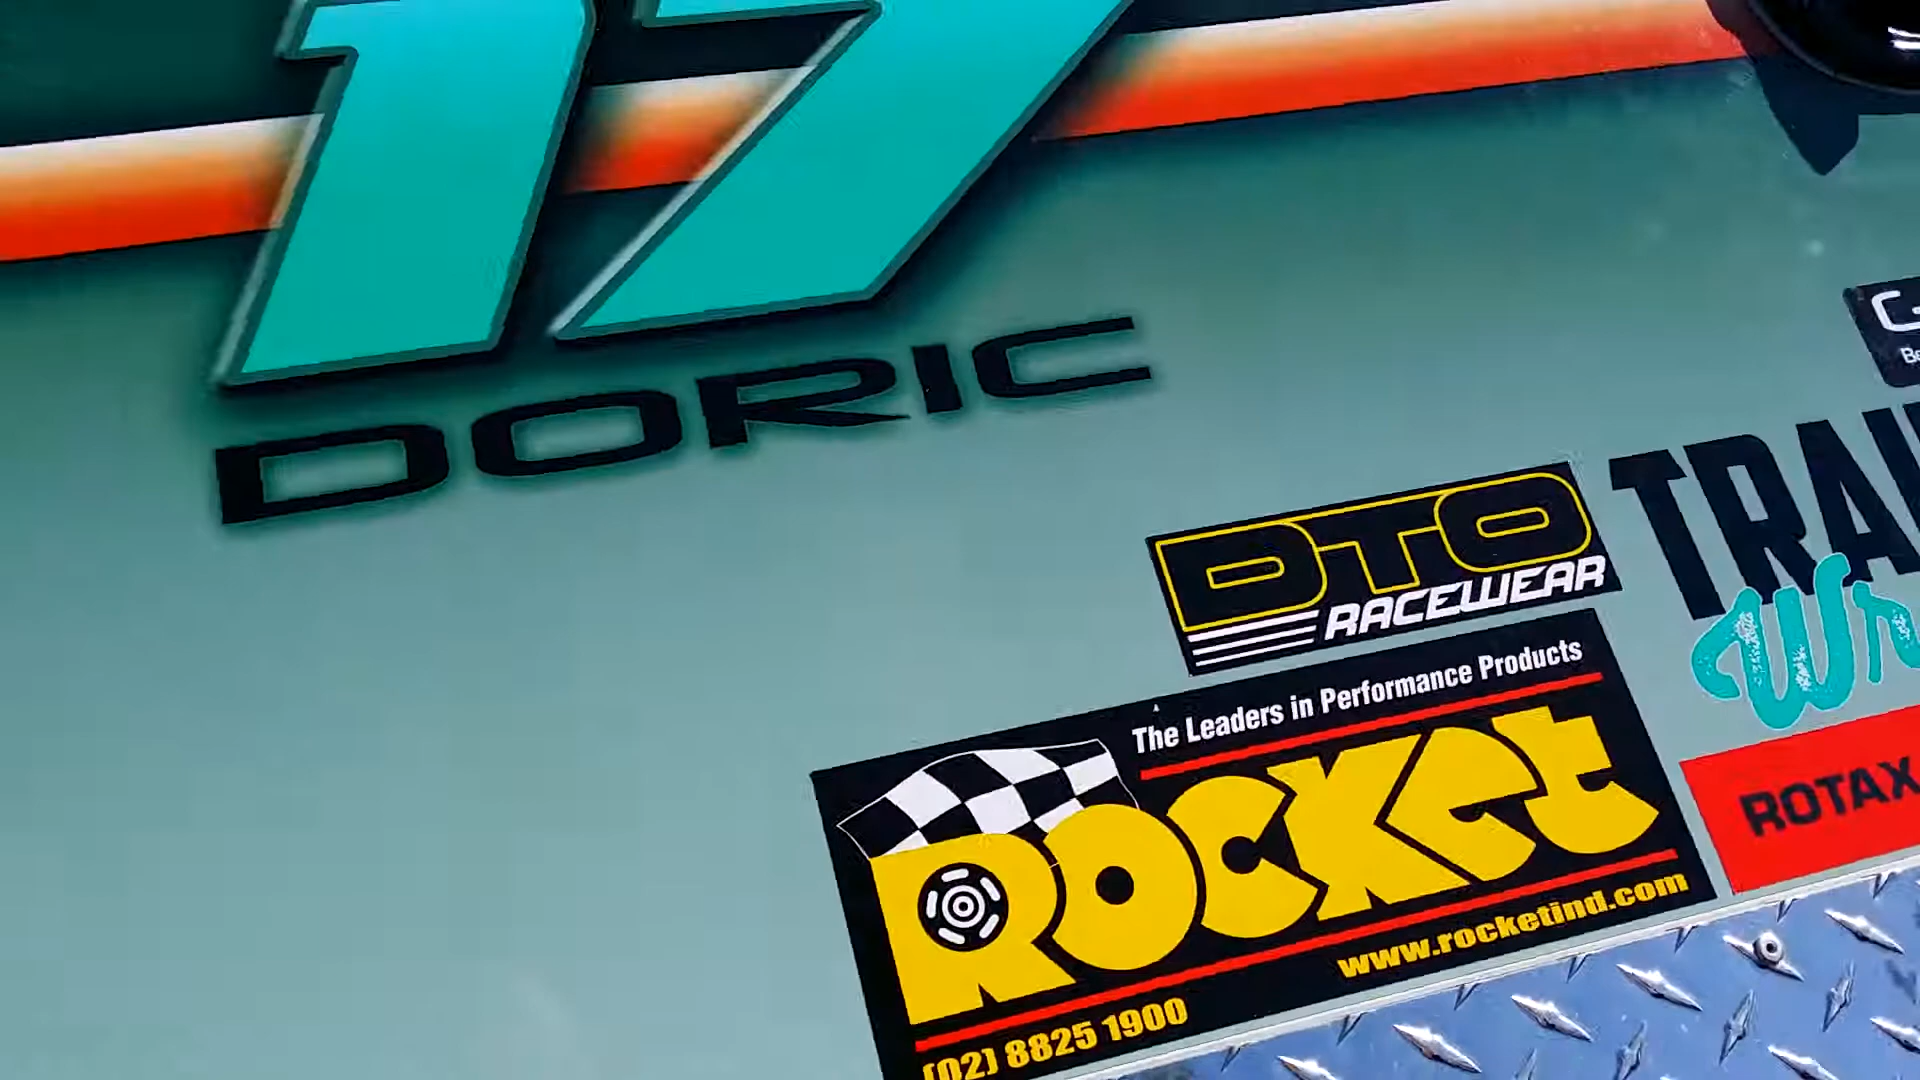 17
DORIC
DTO
RACEWEAR
The Leaders in Performance Products
ROCKET
www.rocketind.com
(02) 8825 1900
ROTAX